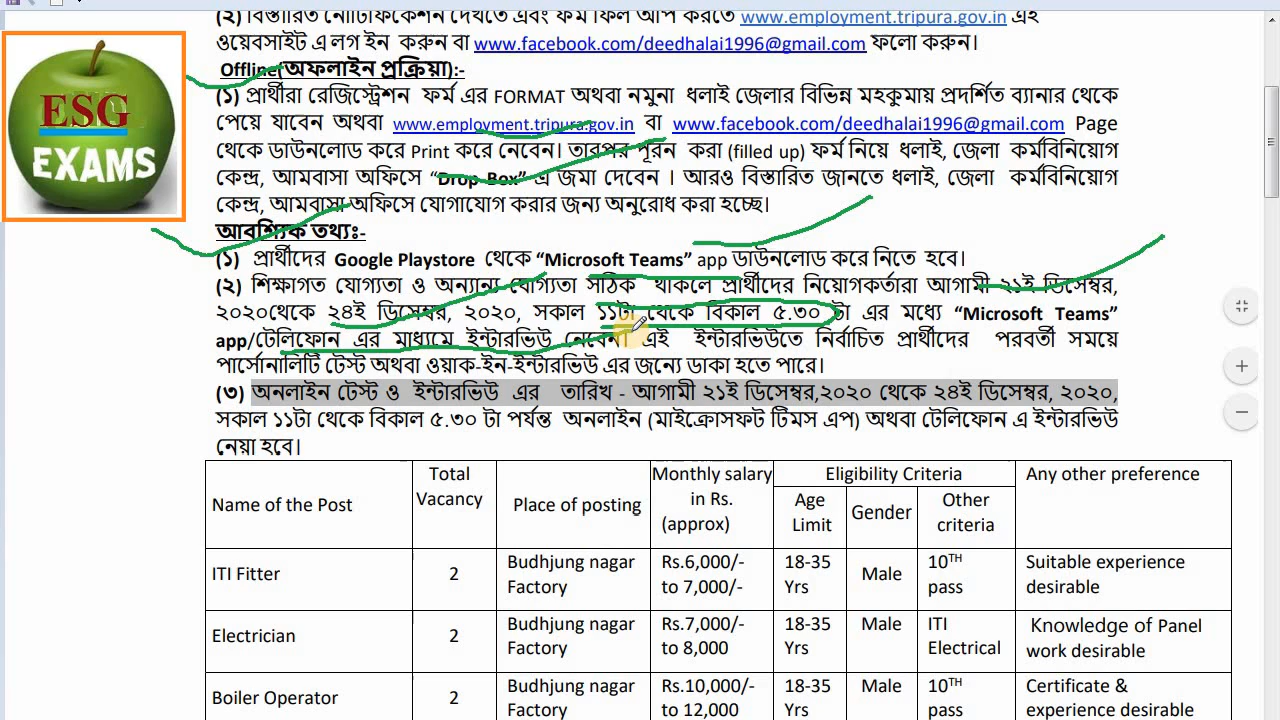 (২) বিস্তারিত নোটিফিকেশন দেখতে এবং ফর্ম ফিল আপ করতে www.employment.tripura.gov.in এই
ওয়েবসাইট এ লগ ইন করুন বা www.facebook.com/deedhalai1996@gmail.com ফলো করুন।
Offline(অফলাইন প্রক্রিয়া):-
(১) প্রার্থীরা রেজিস্ট্রেশন ফর্ম এর FORMAT অথবা নমুনা ধলাই জেলার বিভিন্ন মহকুমায় প্রদর্শিত ব্যানার থেকে
পেয়ে যাবেন অথবা www.employment.tripura.gov.in বা www.facebook.com/deedhalai1996@gmail.com Page
থেকে ডাউনলোড করে Print করে নেবেন। তারপর পূরন করা (filled up) ফর্ম নিয়ে ধলাই, জেলা কর্মবিনিয়োগ
কেন্দ্র, আমবাসা অফিসে “Drop Box” এ জমা দেবেন । আরও বিস্তারিত জানতে ধলাই, জেলা কর্মবিনিয়োগ
কেন্দ্র, আমবাসা অফিসে যোগাযোগ করার জন্য অনুরোধ করা হচ্ছে।
আবশ্যিক তথ্যঃ-
(১) প্রার্থীদের Google Playstore থেকে “Microsoft Teams” app ডাউনলোড করে নিতে হবে।
(২) শিক্ষাগত যোগ্যতা ও অন্যান্য যোগ্যতা সঠিক থাকলে প্রার্থীদের নিয়োগকর্তারা আগামী ২১ই ডিসেম্বর,
২০২০থেকে ২৪ই ডিসেম্বর, ২০২০, সকাল ১১টা থেকে বিকাল ৫.৩০ টা এর মধ্যে “Microsoft Teams”
app/টেলিফোন এর মাধ্যমে ইন্টারভিউ নেবেন। এই ইন্টারভিউতে নির্বাচিত প্রার্থীদের পরবর্তী সময়ে
পার্সোনালিটি টেস্ট অথবা ওয়াক-ইন-ইন্টারভিউ এর জন্যে ডাকা হতে পারে।
(৩) অনলাইন টেস্ট ও ইন্টারভিউ এর তারিখ - আগামী ২১ই ডিসেম্বর,২০২০ থেকে ২৪ই ডিসেম্বর, ২০২০,
সকাল ১১টা থেকে বিকাল ৫.৩০ টা পর্যন্ত অনলাইন (মাইক্রোসফট টিমস এপ) অথবা টেলিফোন এ ইন্টারভিউ
নেয়া হবে।
ESG
EXAMS
Name of the Post Total Vacancy Place of posting Monthly salary in Rs. (approx) Eligibility Criteria Any other preference
Age Limit Gender Other criteria
ITI Fitter 2 Budhjung nagar Factory Rs.6,000/- to 7,000/- 18-35 Yrs Male 10TH pass Suitable experience desirable
Electrician 2 Budhjung nagar Factory Rs.7,000/- to 8,000 18-35 Yrs Male ITI Electrical Knowledge of Panel work desirable
Boiler Operator 2 Budhjung nagar Factory Rs.10,000/- to 12,000 18-35 Yrs Male 10TH pass Certificate & experience desirable